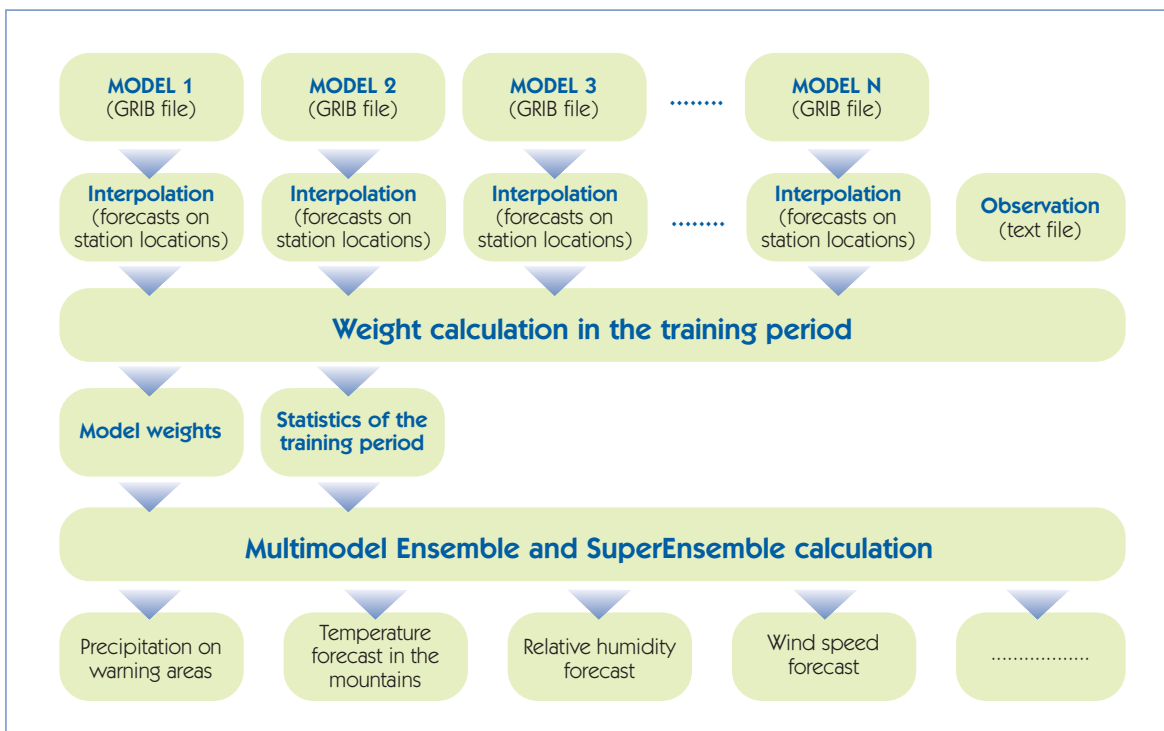 MODEL 1
(GRIB file)
MODEL 2
(GRIB file)
MODEL 3
(GRIB file)
........
MODEL N
(GRIB file)
Interpolation
(forecasts on
station locations)
Interpolation
(forecasts on
station locations)
Interpolation
(forecasts on
station locations)
........
Interpolation
(forecasts on
station locations)
Observation
(text file)
Weight calculation in the training period
Model weights
Statistics of the
training period
Multimodel Ensemble and SuperEnsemble calculation
Precipitation on
warning areas
Temperature
forecast in the
mountains
Relative humidity
forecast
Wind speed
forecast
..................